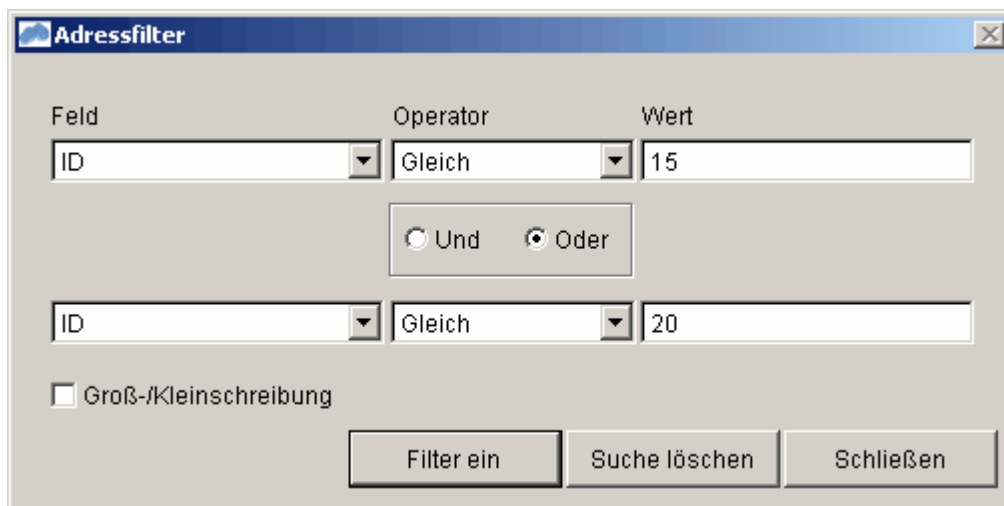 Adressfilter
Feld Operator Wert
ID Gleich 15
Und Oder
ID Gleich 20
Groß-/Kleinschreibung
Filter ein Suche löschen Schließen